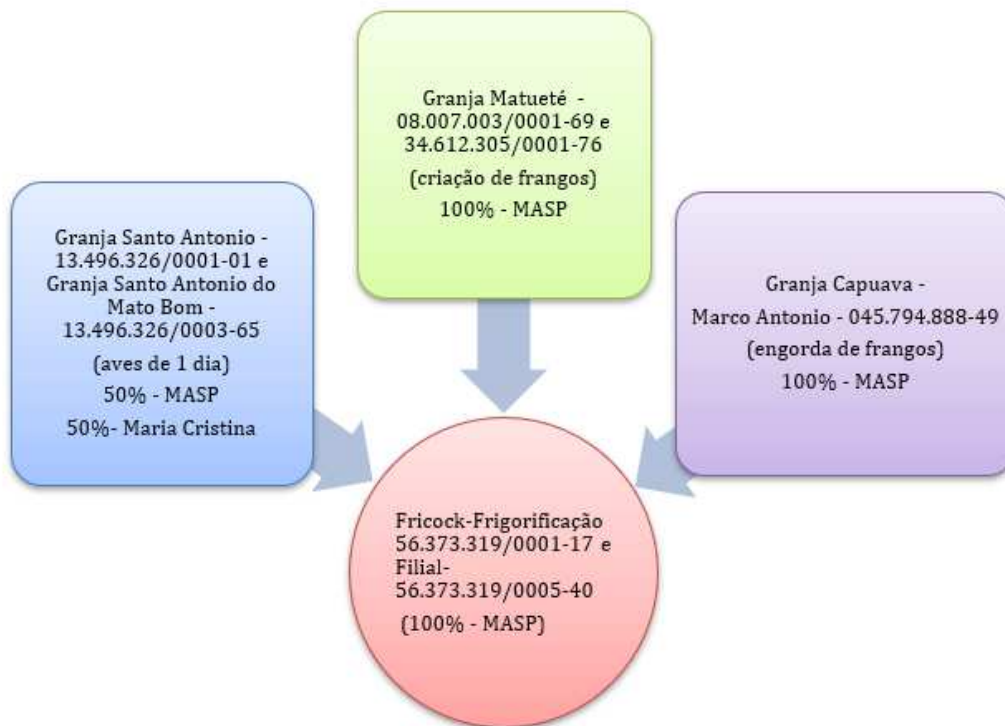 Granja Matueté -
08.007.003/0001-69 e
34.612.305/0001-76
(criação de frangos)
100% - MASP
Granja Santo Antonio -
13.496.326/0001-01 e
Granja Santo Antonio do
Mato Bom -
13.496.326/0003-65
(aves de 1 dia)
50% - MASP
50%- Maria Cristina
Granja Capuava -
Marco Antonio - 045.794.888-49
(engorda de frangos)
100% - MASP
Fricock-Frigorificação
56.373.319/0001-17 e
Filial-
56.373.319/0005-40
(100% - MASP)